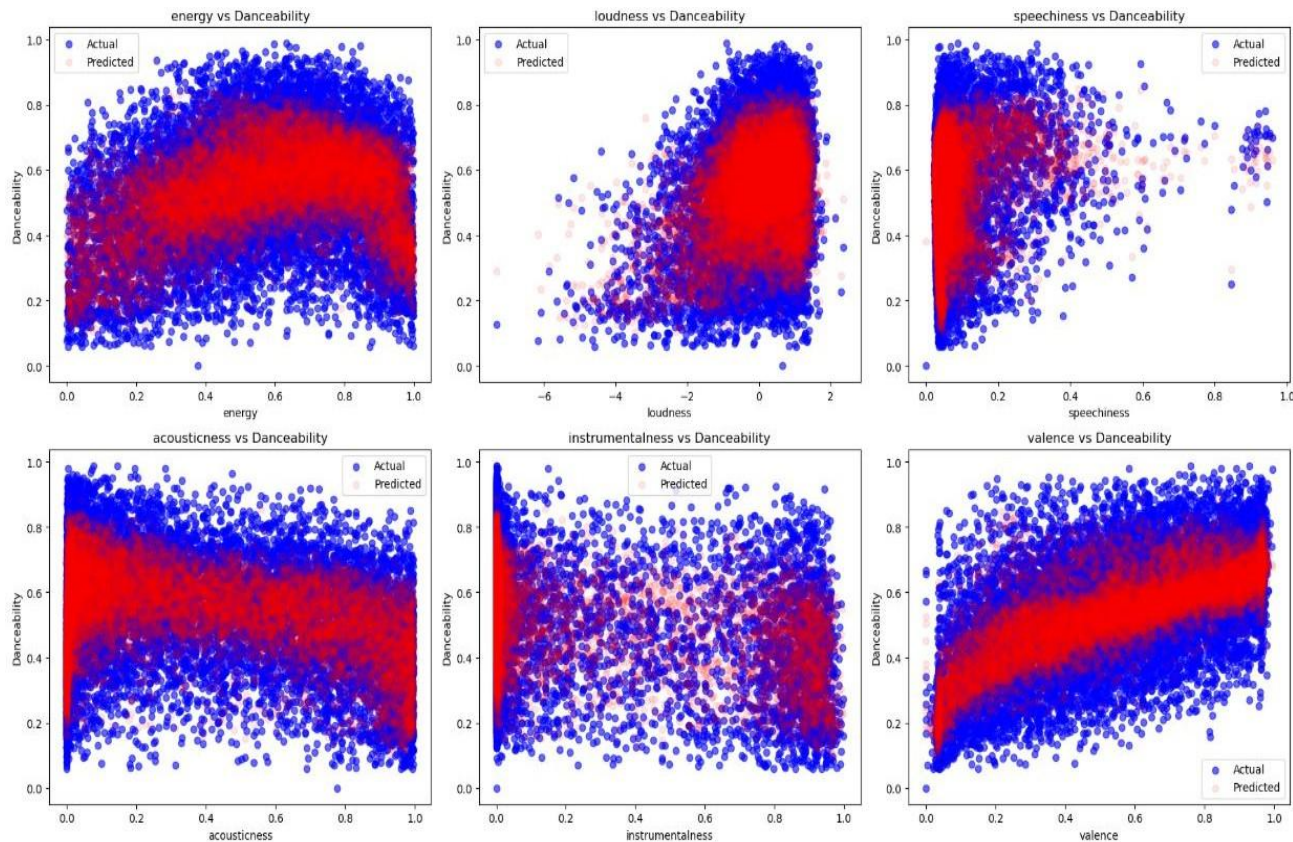 energy vs Danceability
Actual
Predicted
1.0
0.8
0.6
0.4
0.2
0.0
Danceability
0.0 0.2 0.4 0.6 0.8 1.0
energy
loudness vs Danceability
Actual
Predicted
1.0
0.8
0.6
0.4
0.2
0.0
Danceability
−6 −4 −2 0 2
loudness
speechiness vs Danceability
Actual
Predicted
1.0
0.8
0.6
0.4
0.2
0.0
Danceability
0.0 0.2 0.4 0.6 0.8 1.0
speechiness
acousticness vs Danceability
Actual
Predicted
1.0
0.8
0.6
0.4
0.2
0.0
Danceability
0.0 0.2 0.4 0.6 0.8 1.0
acousticness
instrumentalness vs Danceability
Actual
Predicted
1.0
0.8
0.6
0.4
0.2
0.0
Danceability
0.0 0.2 0.4 0.6 0.8 1.0
instrumentalness
valence vs Danceability
1.0
0.8
0.6
0.4
0.2
0.0
Danceability
Actual
Predicted
0.0 0.2 0.4 0.6 0.8 1.0
valence